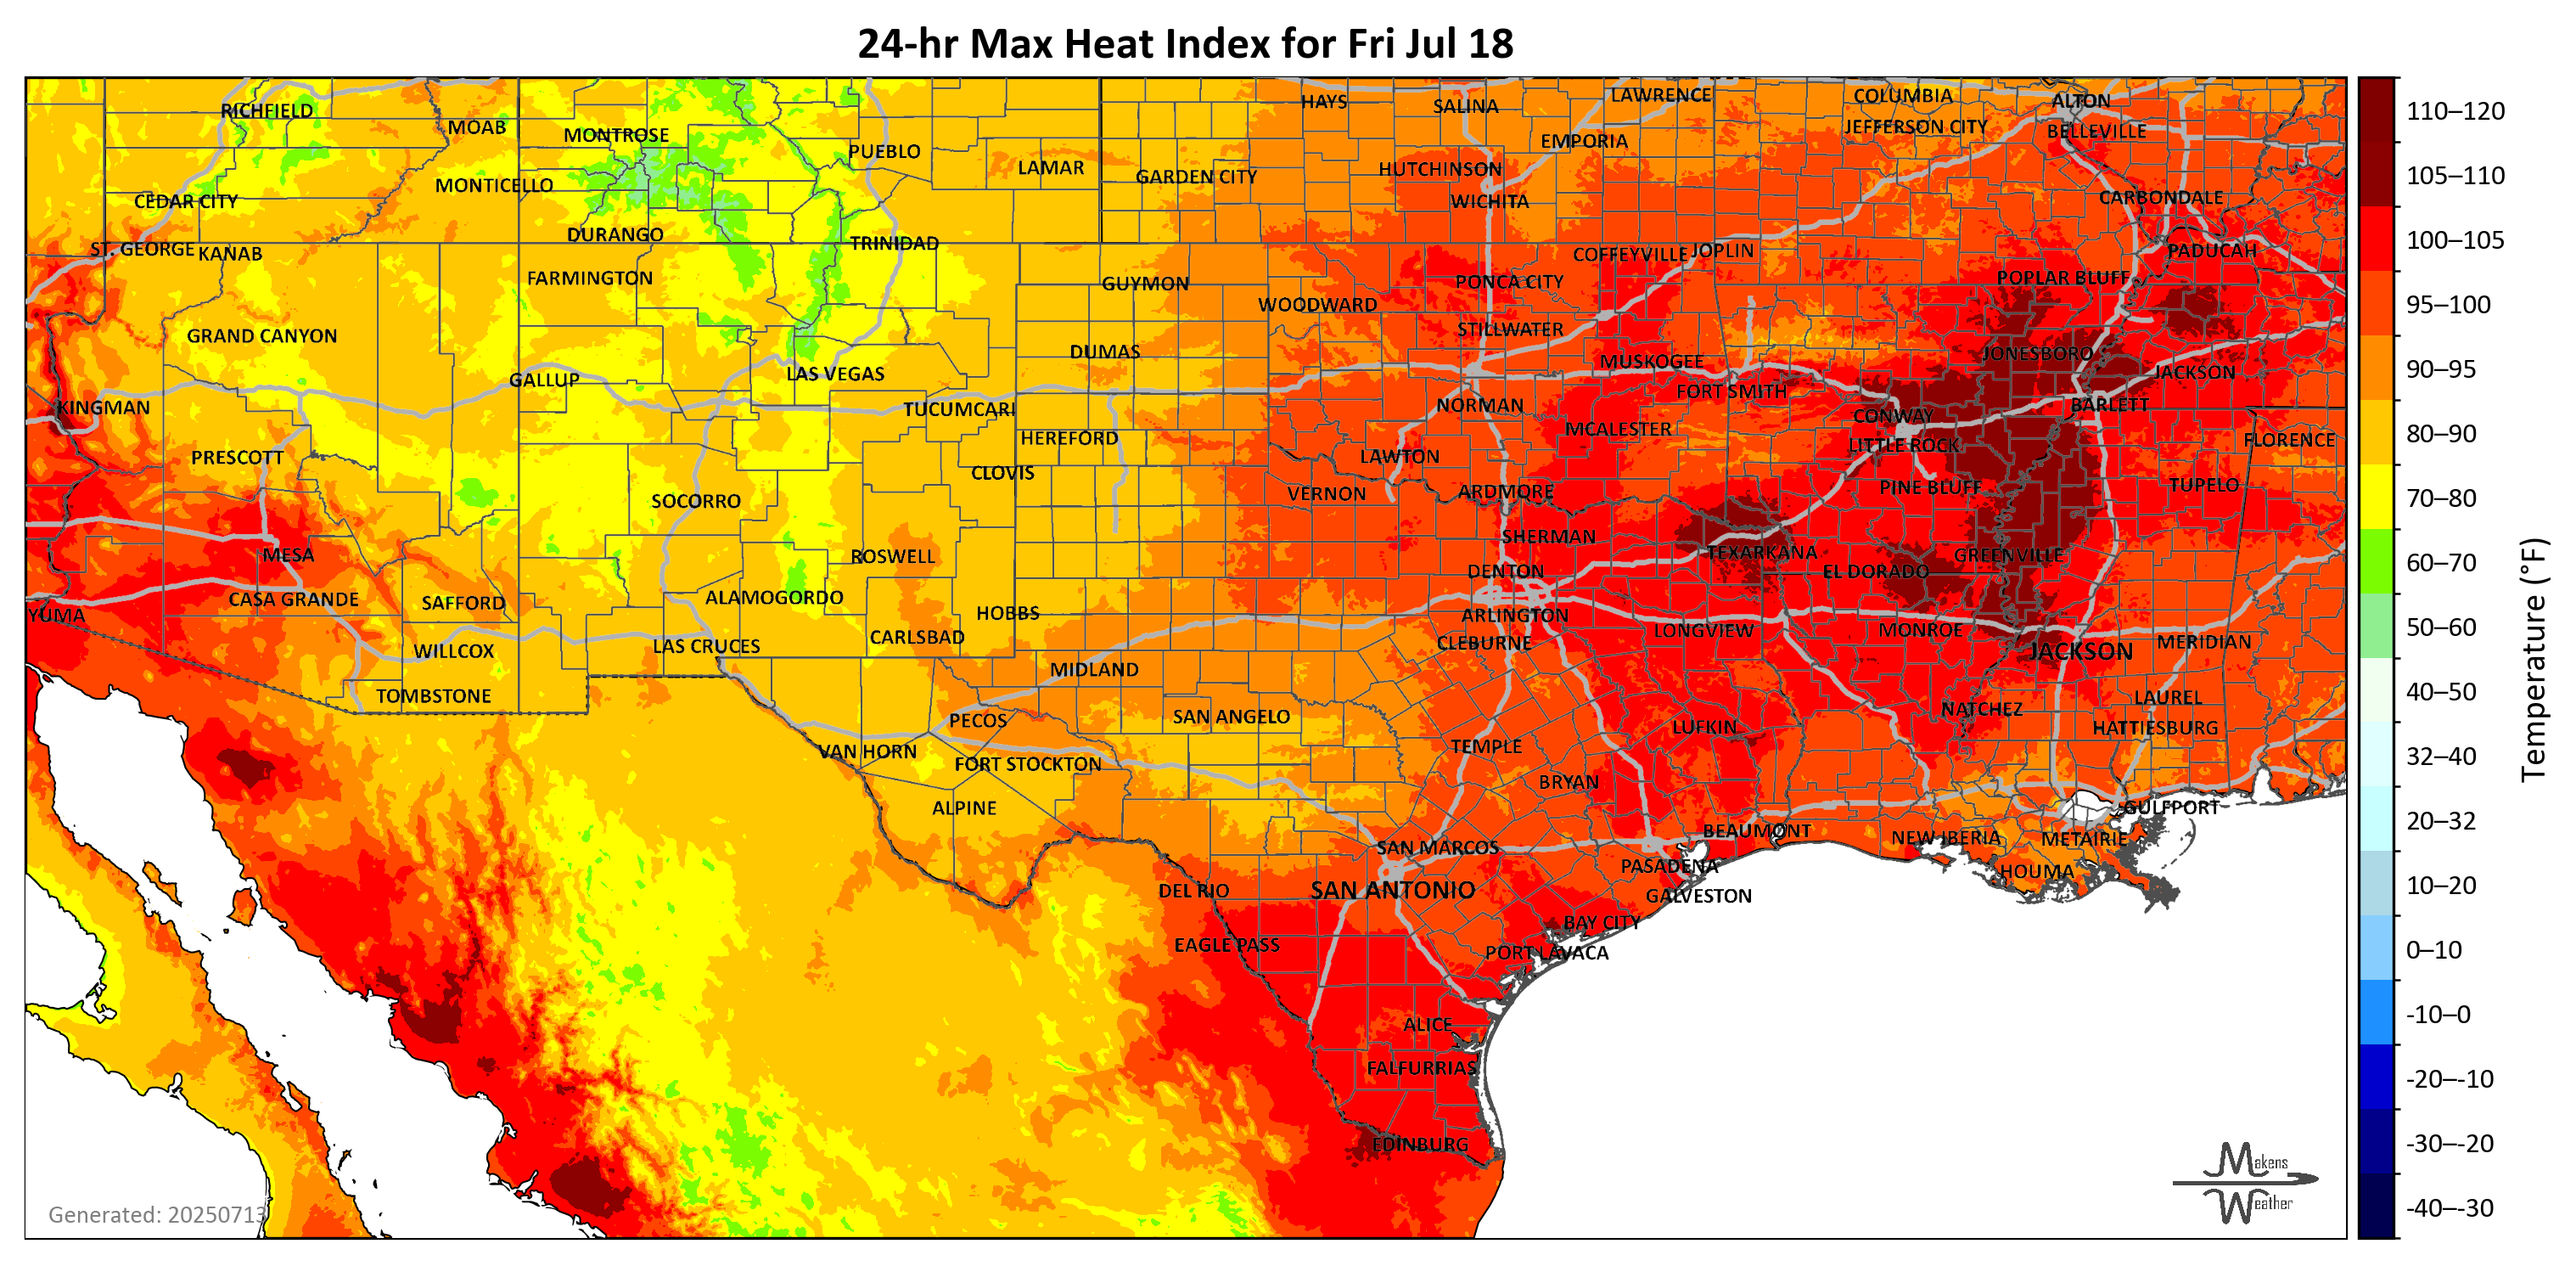 24-hr Max Heat Index for Fri Jul 18
HAYS
SALINA
LAWRENCE
COLUMBIA
ALTON
RICHFIELD
MOAB
MONTROSE
PUEBLO
EMPORIA
JEFFERSON CITY
BELLEVILLE
LAMAR
GARDEN CITY
HUTCHINSON
MONTICELLO
CEDAR CITY
WICHITA
CARBONDALE
DURANGO
TRINIDAD
ST. GEORGE
KANAB
COFFEYVILLE
JOPLIN
PADUCAH
FARMINGTON
GUYMON
PONCA CITY
POPLAR BLUFF
WOODWARD
GRAND CANYON
STILLWATER
DUMAS
MUSKOGEE
JONESBORO
GALLUP
LAS VEGAS
FORT SMITH
JACKSON
KINGMAN
TUCUMCARI
NORMAN
CONWAY
BARLETT
HEREFORD
MCALESTER
LITTLE ROCK
FLORENCE
PRESCOTT
CLOVIS
LAWTON
SOCORRO
VERNON
ARDMORE
PINE BLUFF
TUPELO
MESA
ROSWELL
SHERMAN
TEXARKANA
GREENVILLE
CASA GRANDE
SAFFORD
ALAMOGORDO
DENTON
EL DORADO
YUMA
HOBBS
ARLINGTON
WILLCOX
LAS CRUCES
CARLSBAD
CLEBURNE
LONGVIEW
MONROE
JACKSON
MERIDIAN
TOMBSTONE
MIDLAND
LAUREL
PECOS
SAN ANGELO
LUFKIN
NATCHEZ
HATTIESBURG
VAN HORN
FORT STOCKTON
TEMPLE
BRYAN
ALPINE
GULFPORT
SAN MARCOS
BEAUMONT
NEW IBERIA
METAIRIE
PASADENA
HOUMA
DEL RIO
SAN ANTONIO
GALVESTON
EAGLE PASS
BAY CITY
PORT LAVACA
ALICE
FALFURRIAS
EDINBURG
Makens
Weather
Generated: 20250713
110–120
105–110
100–105
95–100
90–95
80–90
70–80
60–70
50–60
40–50
32–40
20–32
10–20
0–10
-10–0
-20–-10
-30–-20
-40–-30
Temperature (°F)